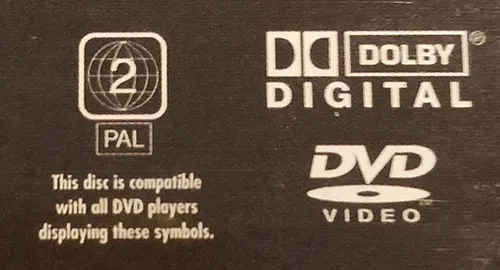 2
PAL
This disc is compatible
with all DVD players
displaying these symbols.
DOLBY
DIGITAL
DVD
VIDEO